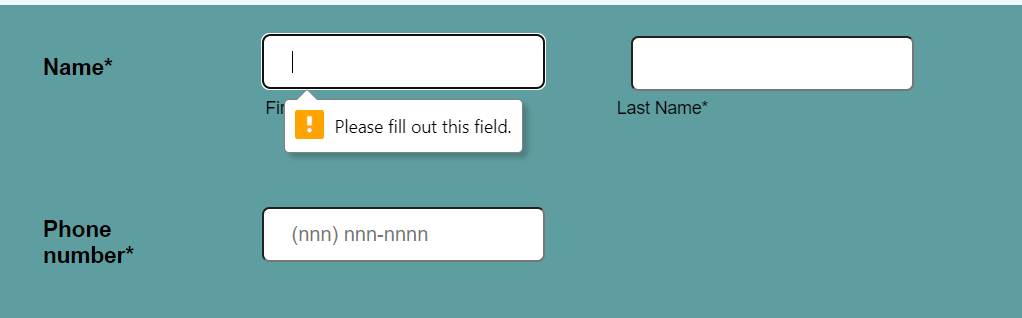 Name*
Last Name*
Please fill out this field.
Phone
number*
(nnn) nnn-nnnn